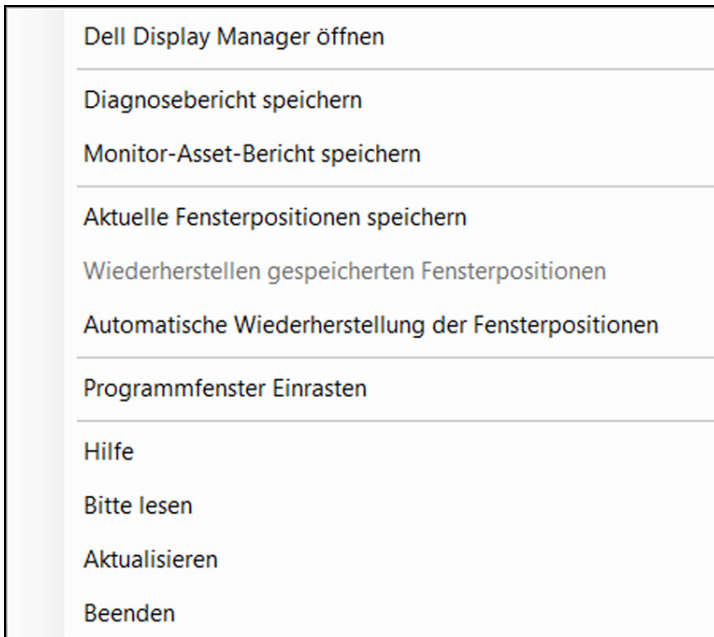 Dell Display Manager öffnen
Diagnosebericht speichern
Monitor-Asset-Bericht speichern
Aktuelle Fensterpositionen speichern
Wiederherstellen gespeicherten Fensterpositionen
Automatische Wiederherstellung der Fensterpositionen
Programmfenster Einrasten
Hilfe
Bitte lesen
Aktualisieren
Beenden